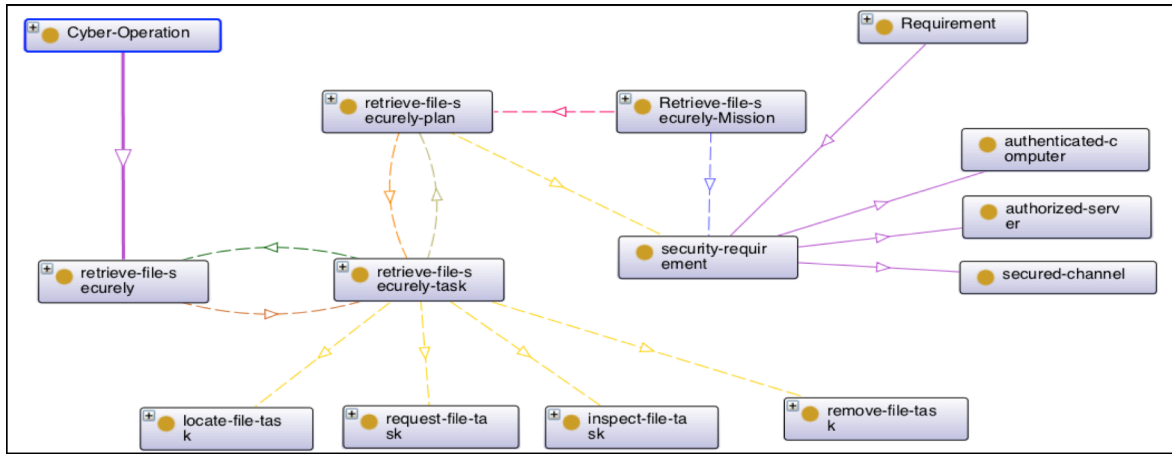 Cyber-Operation
Requirement
retrieve-file-s
ecurely-plan
Retrieve-file-s
ecurely-Mission
authenticated-c
omputer
authorized-serv
er
security-requir
ement
secured-channel
retrieve-file-s
ecurely
retrieve-file-s
ecurely-task
locate-file-tas
k
request-file-ta
sk
inspect-file-ta
sk
remove-file-tas
k